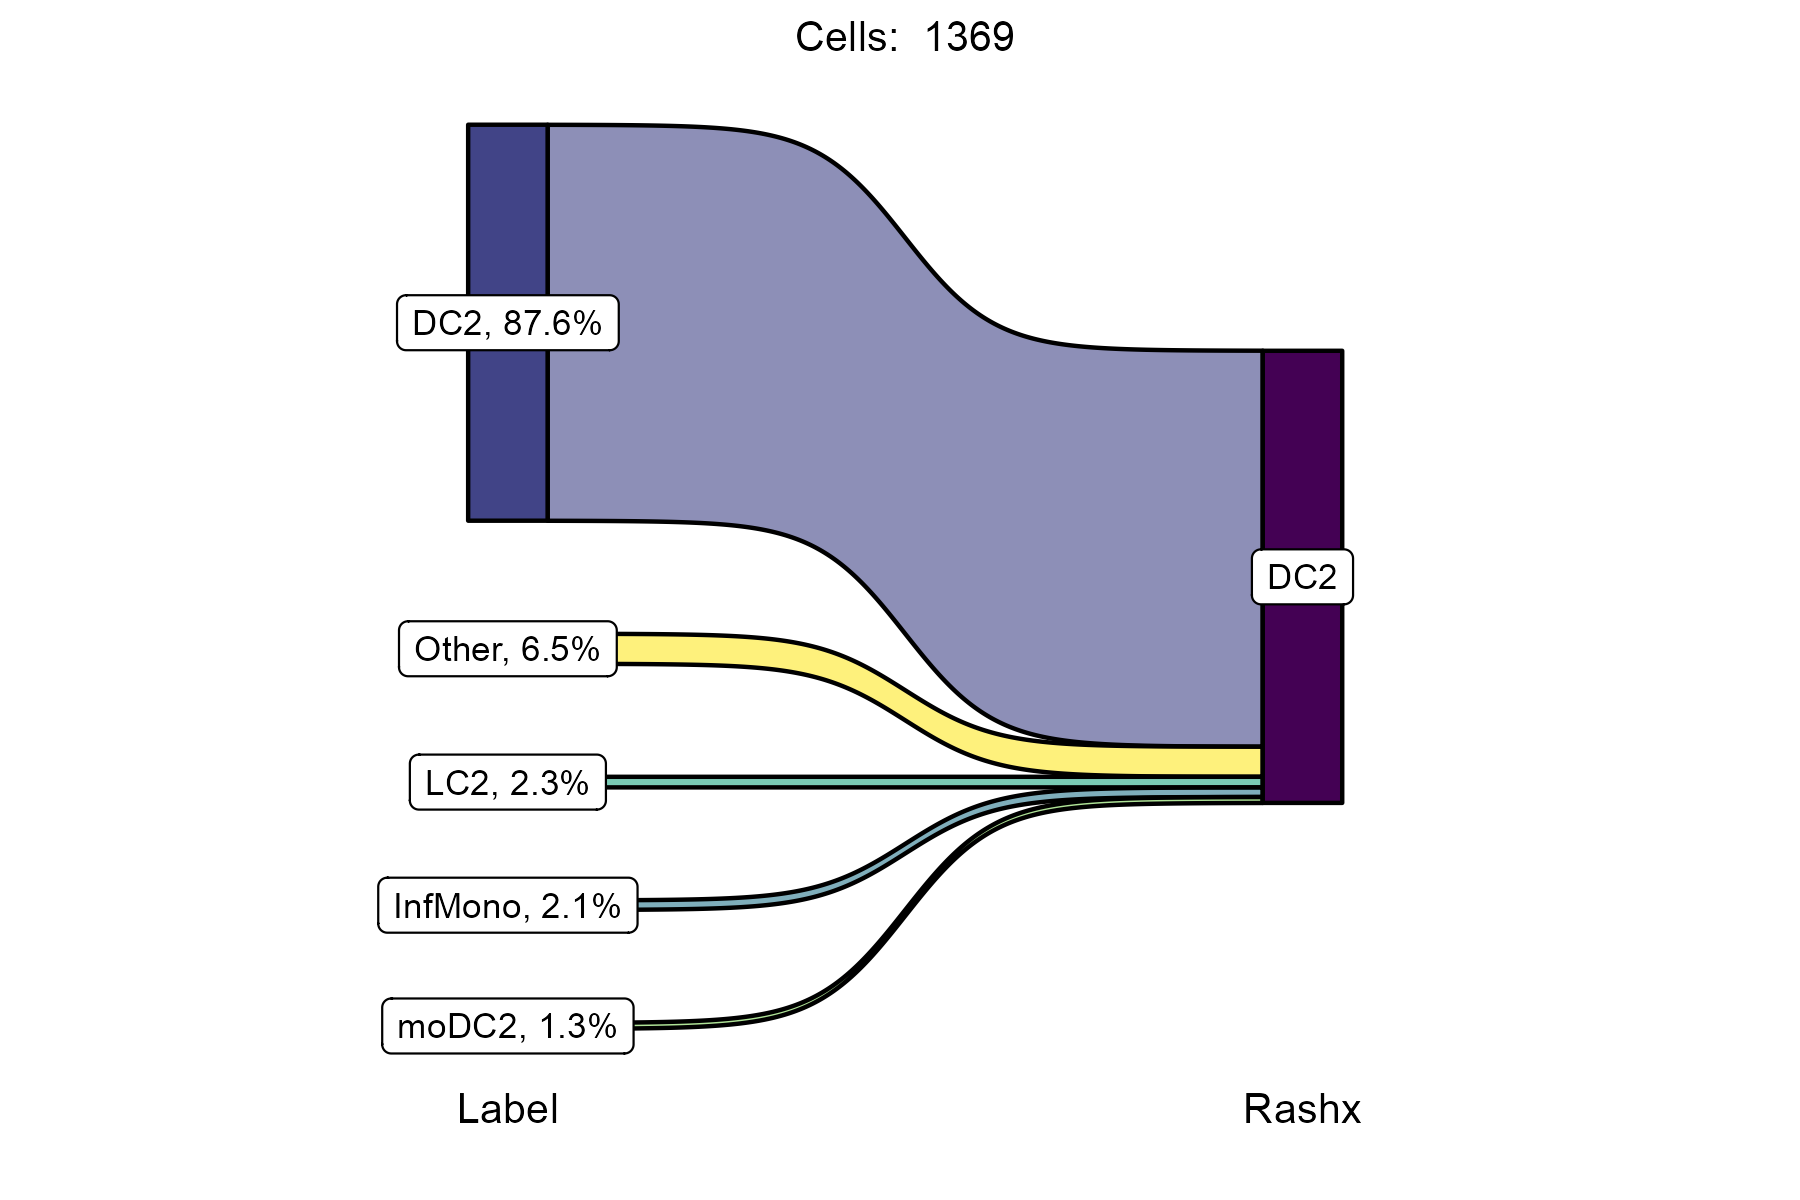 Cells:  1369
DC2, 87.6%
DC2
Other, 6.5%
LC2, 2.3%
InfMono, 2.1%
moDC2, 1.3%
Label
Rashx